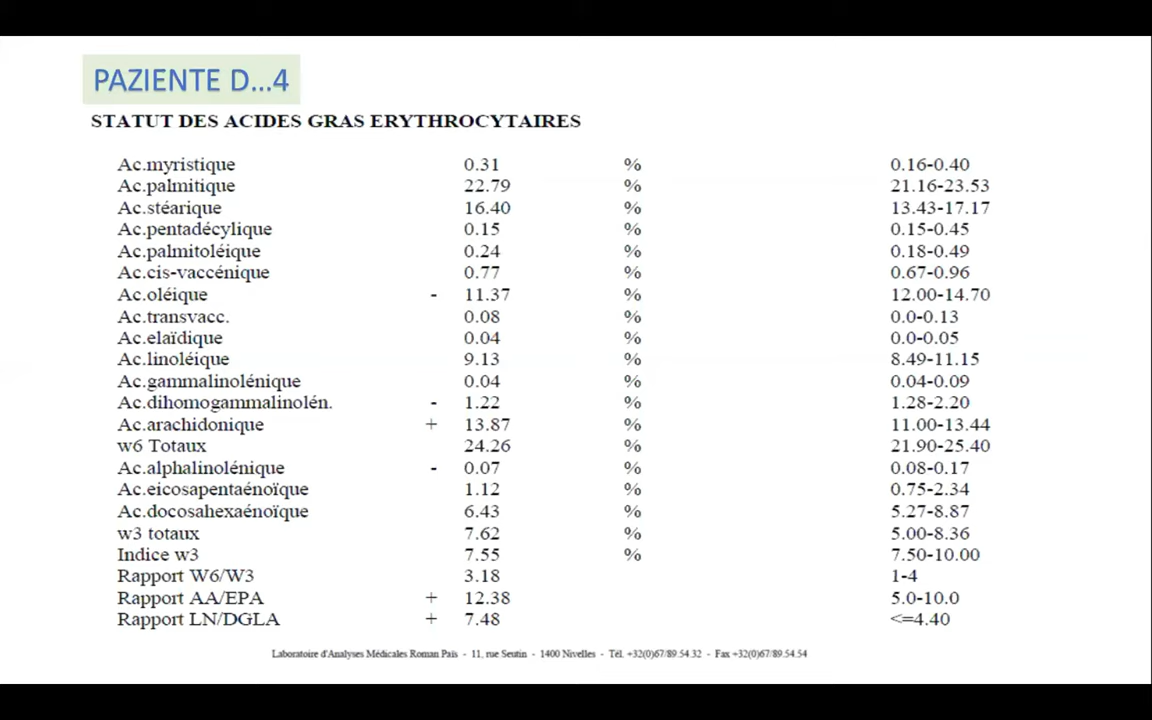 PAZIENTE D...4
STATUT DES ACIDES GRAS ERYTHROCYTAIRES
Ac.myristique 0.31 % 0.16-0.40
Ac.palmitique 22.79 % 21.16-23.53
Ac.stéarique 16.40 % 13.43-17.17
Ac.pentadécylique 0.15 % 0.15-0.45
Ac.palmitoléique 0.24 % 0.18-0.49
Ac.cis-vaccénique 0.77 % 0.67-0.96
Ac.oléique - 11.37 % 12.00-14.70
Ac.transvacc. 0.08 % 0.0-0.13
Ac.elaïdique 0.04 % 0.0-0.05
Ac.linoléique 9.13 % 8.49-11.15
Ac.gammalinolénique 0.04 % 0.04-0.09
Ac.dihomogammalinolén. - 1.22 % 1.28-2.20
Ac.arachidonique + 13.87 % 11.00-13.44
w6 Totaux 24.26 % 21.90-25.40
Ac.alphalinolénique - 0.07 % 0.08-0.17
Ac.eicosapentaénoïque 1.12 % 0.75-2.34
Ac.docosahexaénoïque 6.43 % 5.27-8.87
w3 totaux 7.62 % 5.00-8.36
Indice w3 7.55 % 7.50-10.00
Rapport W6/W3 3.18 1-4
Rapport AA/EPA + 12.38 5.0-10.0
Rapport LN/DGLA + 7.48 <=4.40
Laboratoire d'Analyses Médicales Roman Païs - 11, rue Seutin - 1400 Nivelles - Tél. +32(0)67/89.54.32 - Fax +32(0)67/89.54.54